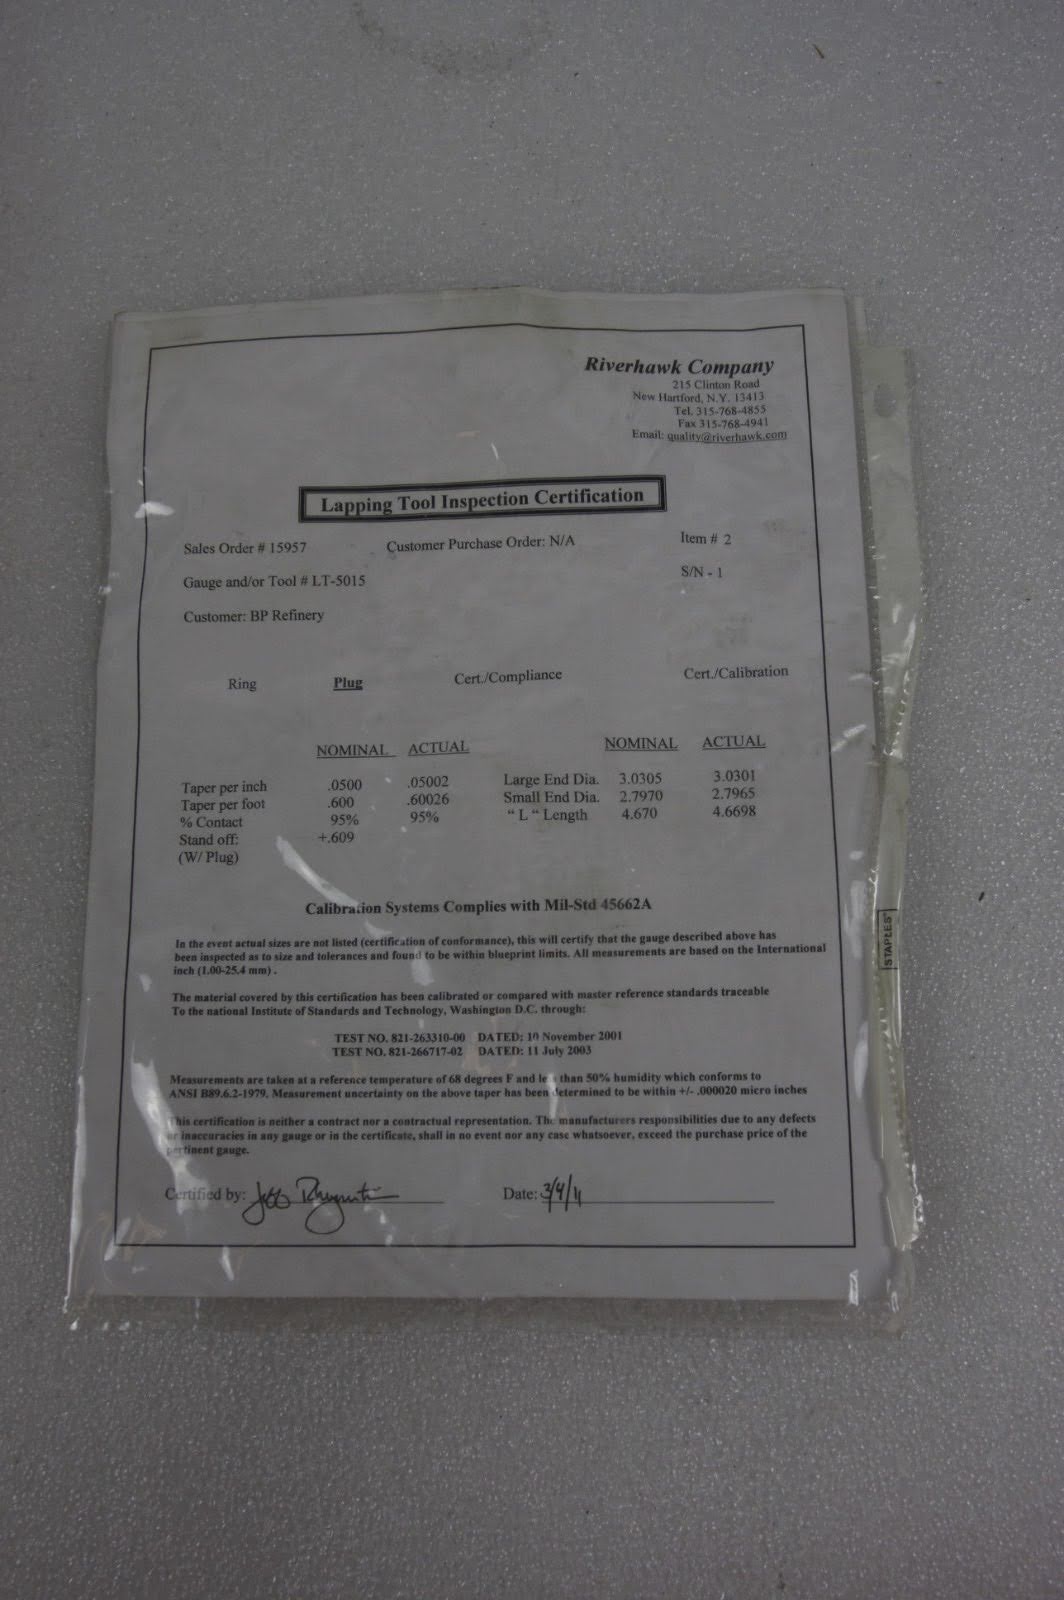 Riverhawk Company
215 Clinton Road
New Hartford, N.Y. 13413
Tel. 315-768-4855
Fax 315-768-4941
Email: quality@riverhawk.com
Lapping Tool Inspection Certification
Sales Order # 15957 Customer Purchase Order: N/A Item # 2
Gauge and/or Tool # LT-5015 S/N - 1
Customer: BP Refinery
Ring Plug Cert./Compliance Cert./Calibration
NOMINAL ACTUAL NOMINAL ACTUAL
Taper per inch .0500 .05002 Large End Dia. 3.0305 3.0301
Taper per foot .600 .60026 Small End Dia. 2.7970 2.7965
% Contact 95% 95% “ L “ Length 4.670 4.6698
Stand off: +.609
(W/ Plug)
Calibration Systems Complies with Mil-Std 45662A
In the event actual sizes are not listed (certification of conformance), this will certify that the gauge described above has
been inspected as to size and tolerances and found to be within blueprint limits. All measurements are based on the International
inch (1.00-25.4 mm) .
The material covered by this certification has been calibrated or compared with master reference standards traceable
To the national Institute of Standards and Technology, Washington D.C. through:
TEST NO. 821-263310-00 DATED: 10 November 2001
TEST NO. 821-266717-02 DATED: 11 July 2003
Measurements are taken at a reference temperature of 68 degrees F and less than 50% humidity which conforms to
ANSI B89.6.2-1979. Measurement uncertainty on the above taper has been determined to be within +/- .000020 micro inches
This certification is neither a contract nor a contractual representation. The manufacturers responsibilities due to any defects
or inaccuracies in any gauge or in the certificate, shall in no event nor any case whatsoever, exceed the purchase price of the
pertinent gauge.
Certified by: Jeff Date: 3/4/11
STAPLES